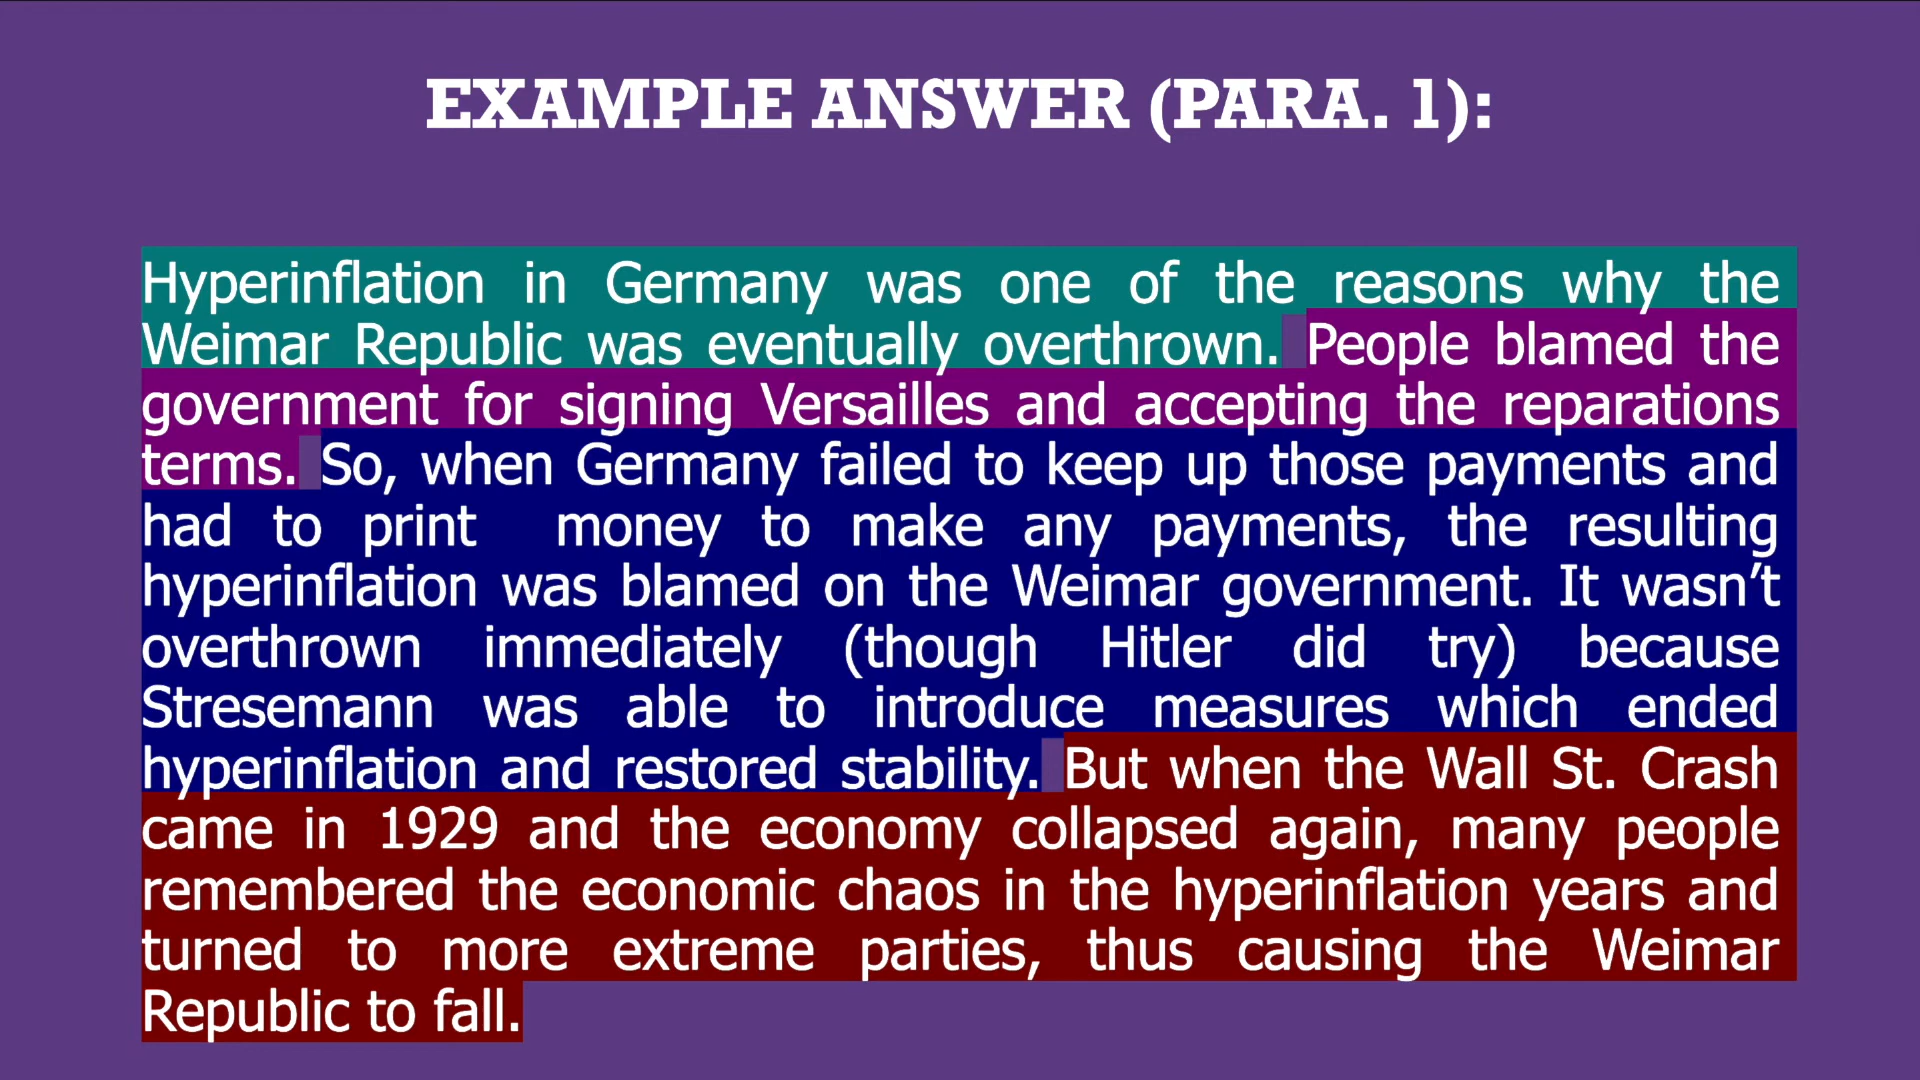 EXAMPLE ANSWER (PARA. 1):
Hyperinflation in Germany was one of the reasons why the
Weimar Republic was eventually overthrown. People blamed the
government for signing Versailles and accepting the reparations
terms. So, when Germany failed to keep up those payments and
had to print money to make any payments, the resulting
hyperinflation was blamed on the Weimar government. It wasn’t
overthrown immediately (though Hitler did try) because
Stresemann was able to introduce measures which ended
hyperinflation and restored stability. But when the Wall St. Crash
came in 1929 and the economy collapsed again, many people
remembered the economic chaos in the hyperinflation years and
turned to more extreme parties, thus causing the Weimar
Republic to fall.